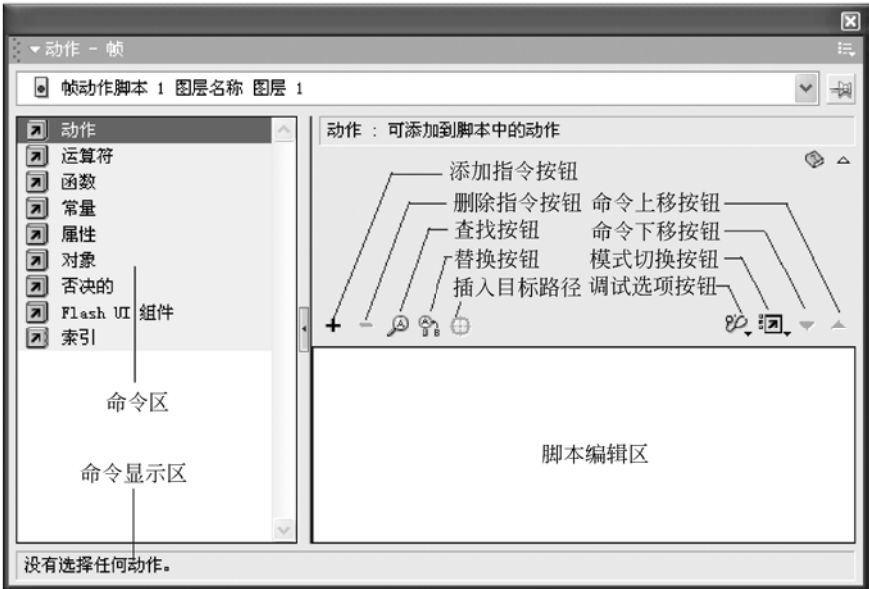 动作 - 帧
帧动作脚本 1 图层名称 图层 1
动作
运算符
函数
常量
属性
对象
否决的
Flash UI 组件
索引
命令区
命令显示区
动作 : 可添加到脚本中的动作
添加指令按钮
删除指令按钮 命令上移按钮
查找按钮 命令下移按钮
替换按钮 模式切换按钮
插入目标路径 调试选项按钮
脚本编辑区
没有选择任何动作。